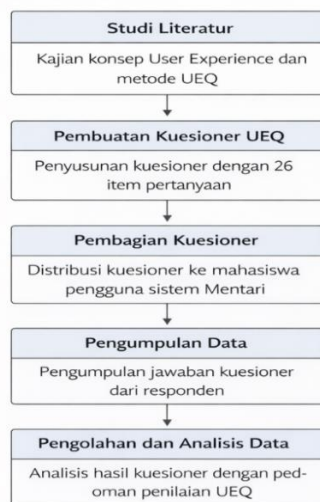 Studi Literatur
Kajian konsep User Experience dan
metode UEQ
Pembuatan Kuesioner UEQ
Penyusunan kuesioner dengan 26
item pertanyaan
Pembagian Kuesioner
Distribusi kuesioner ke mahasiswa
pengguna sistem Mentari
Pengumpulan Data
Pengumpulan jawaban kuesioner
dari responden
Pengolahan dan Analisis Data
Analisis hasil kuesioner dengan ped-
oman penilaian UEQ